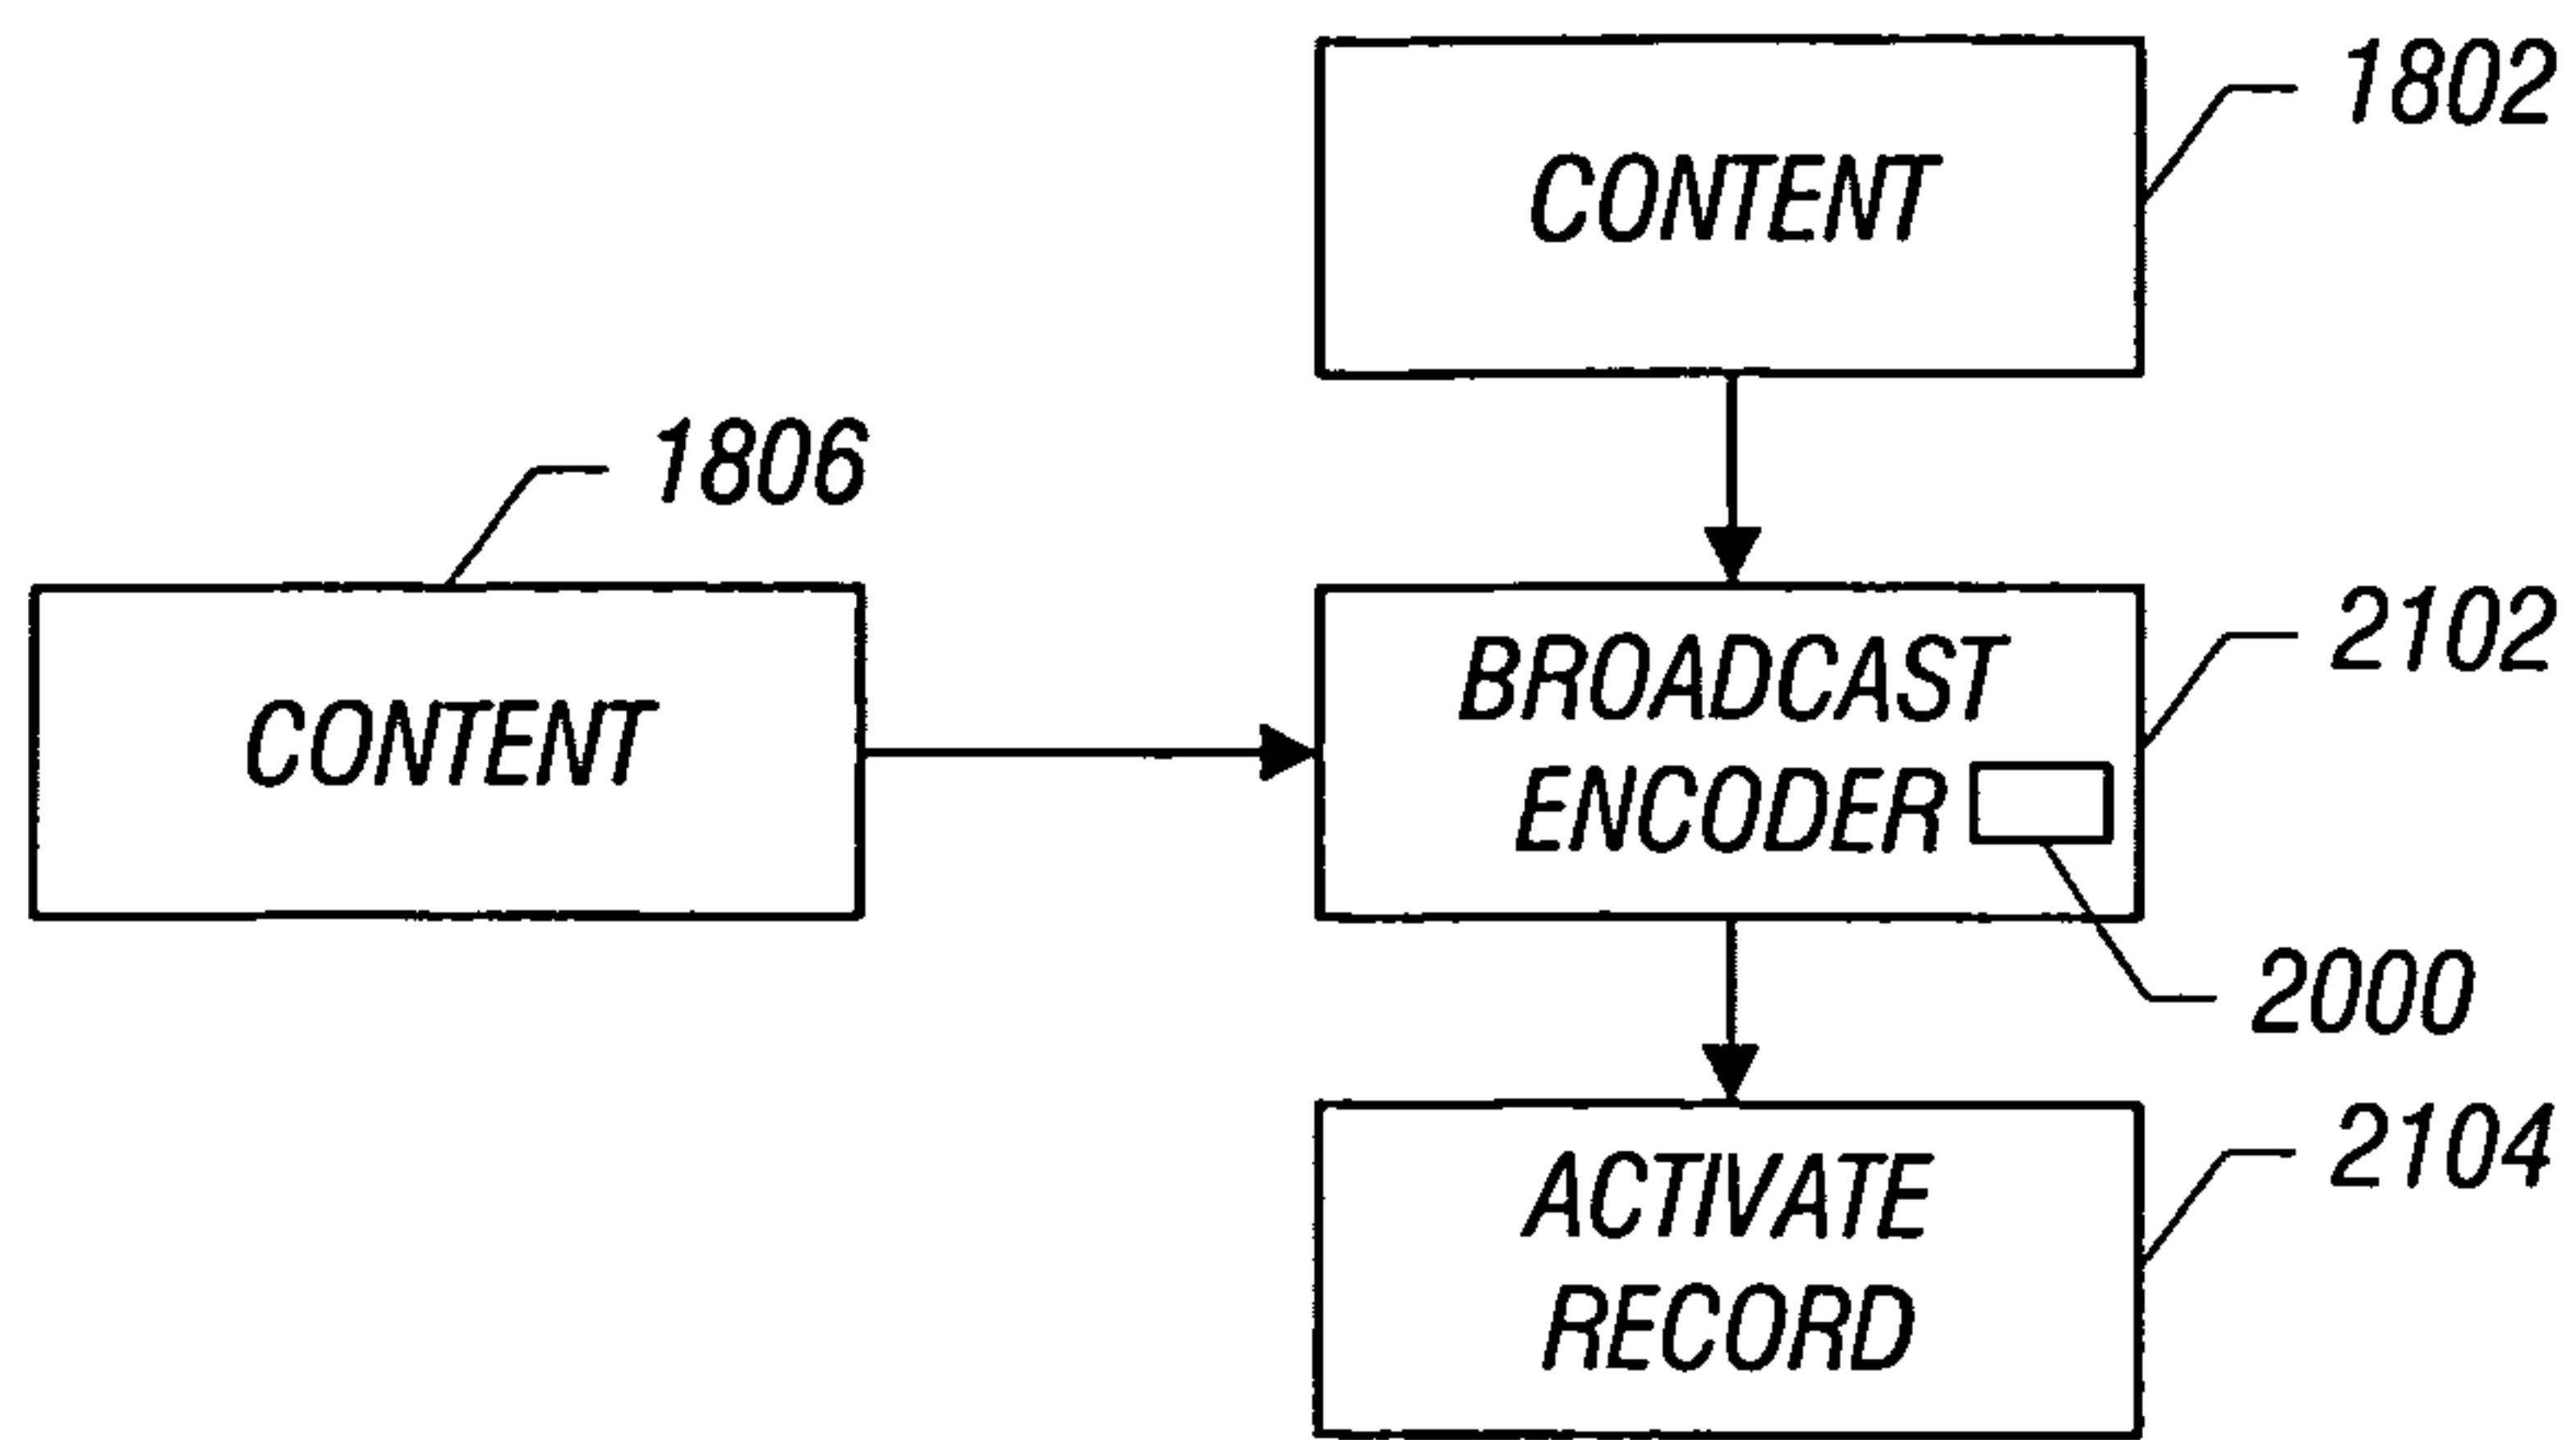 1802
CONTENT
1806
CONTENT
BROADCAST
ENCODER
2102
2000
ACTIVATE
RECORD
2104